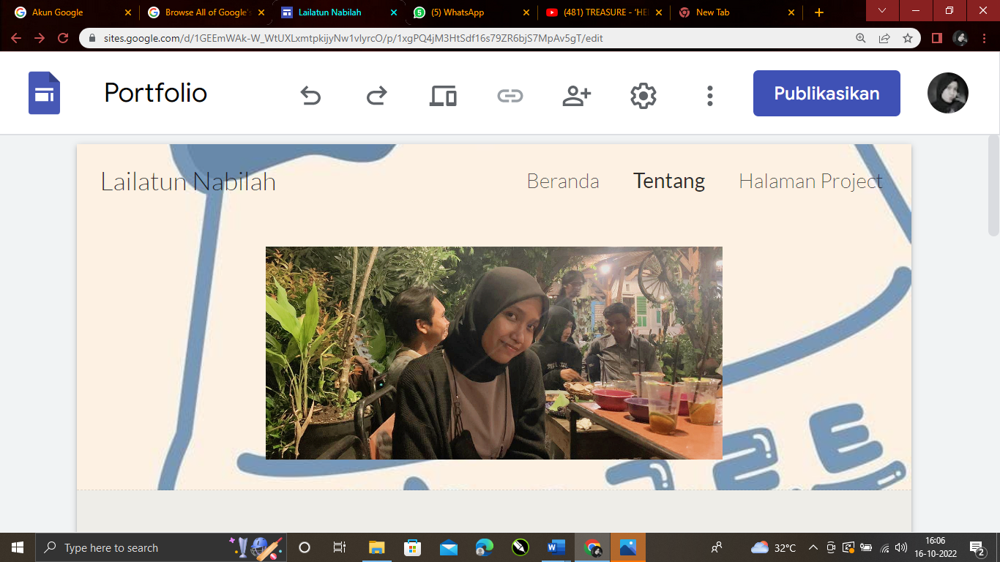 Akun Google
Browse All of Google's
Lailatun Nabilah
(5) WhatsApp
(481) TREASURE - 'HE
New Tab
sites.google.com/d/1GEEmWAk-W_WtUXLxmtpkijyNw1vlyrcO/p/1xgPQ4jM3HtSdf16s79ZR6bjS7MpAv5gT/edit
Portfolio
Publikasikan
Lailatun Nabilah
Beranda
Tentang
Halaman Project
Type here to search
32°C
16:06
16-10-2022
2